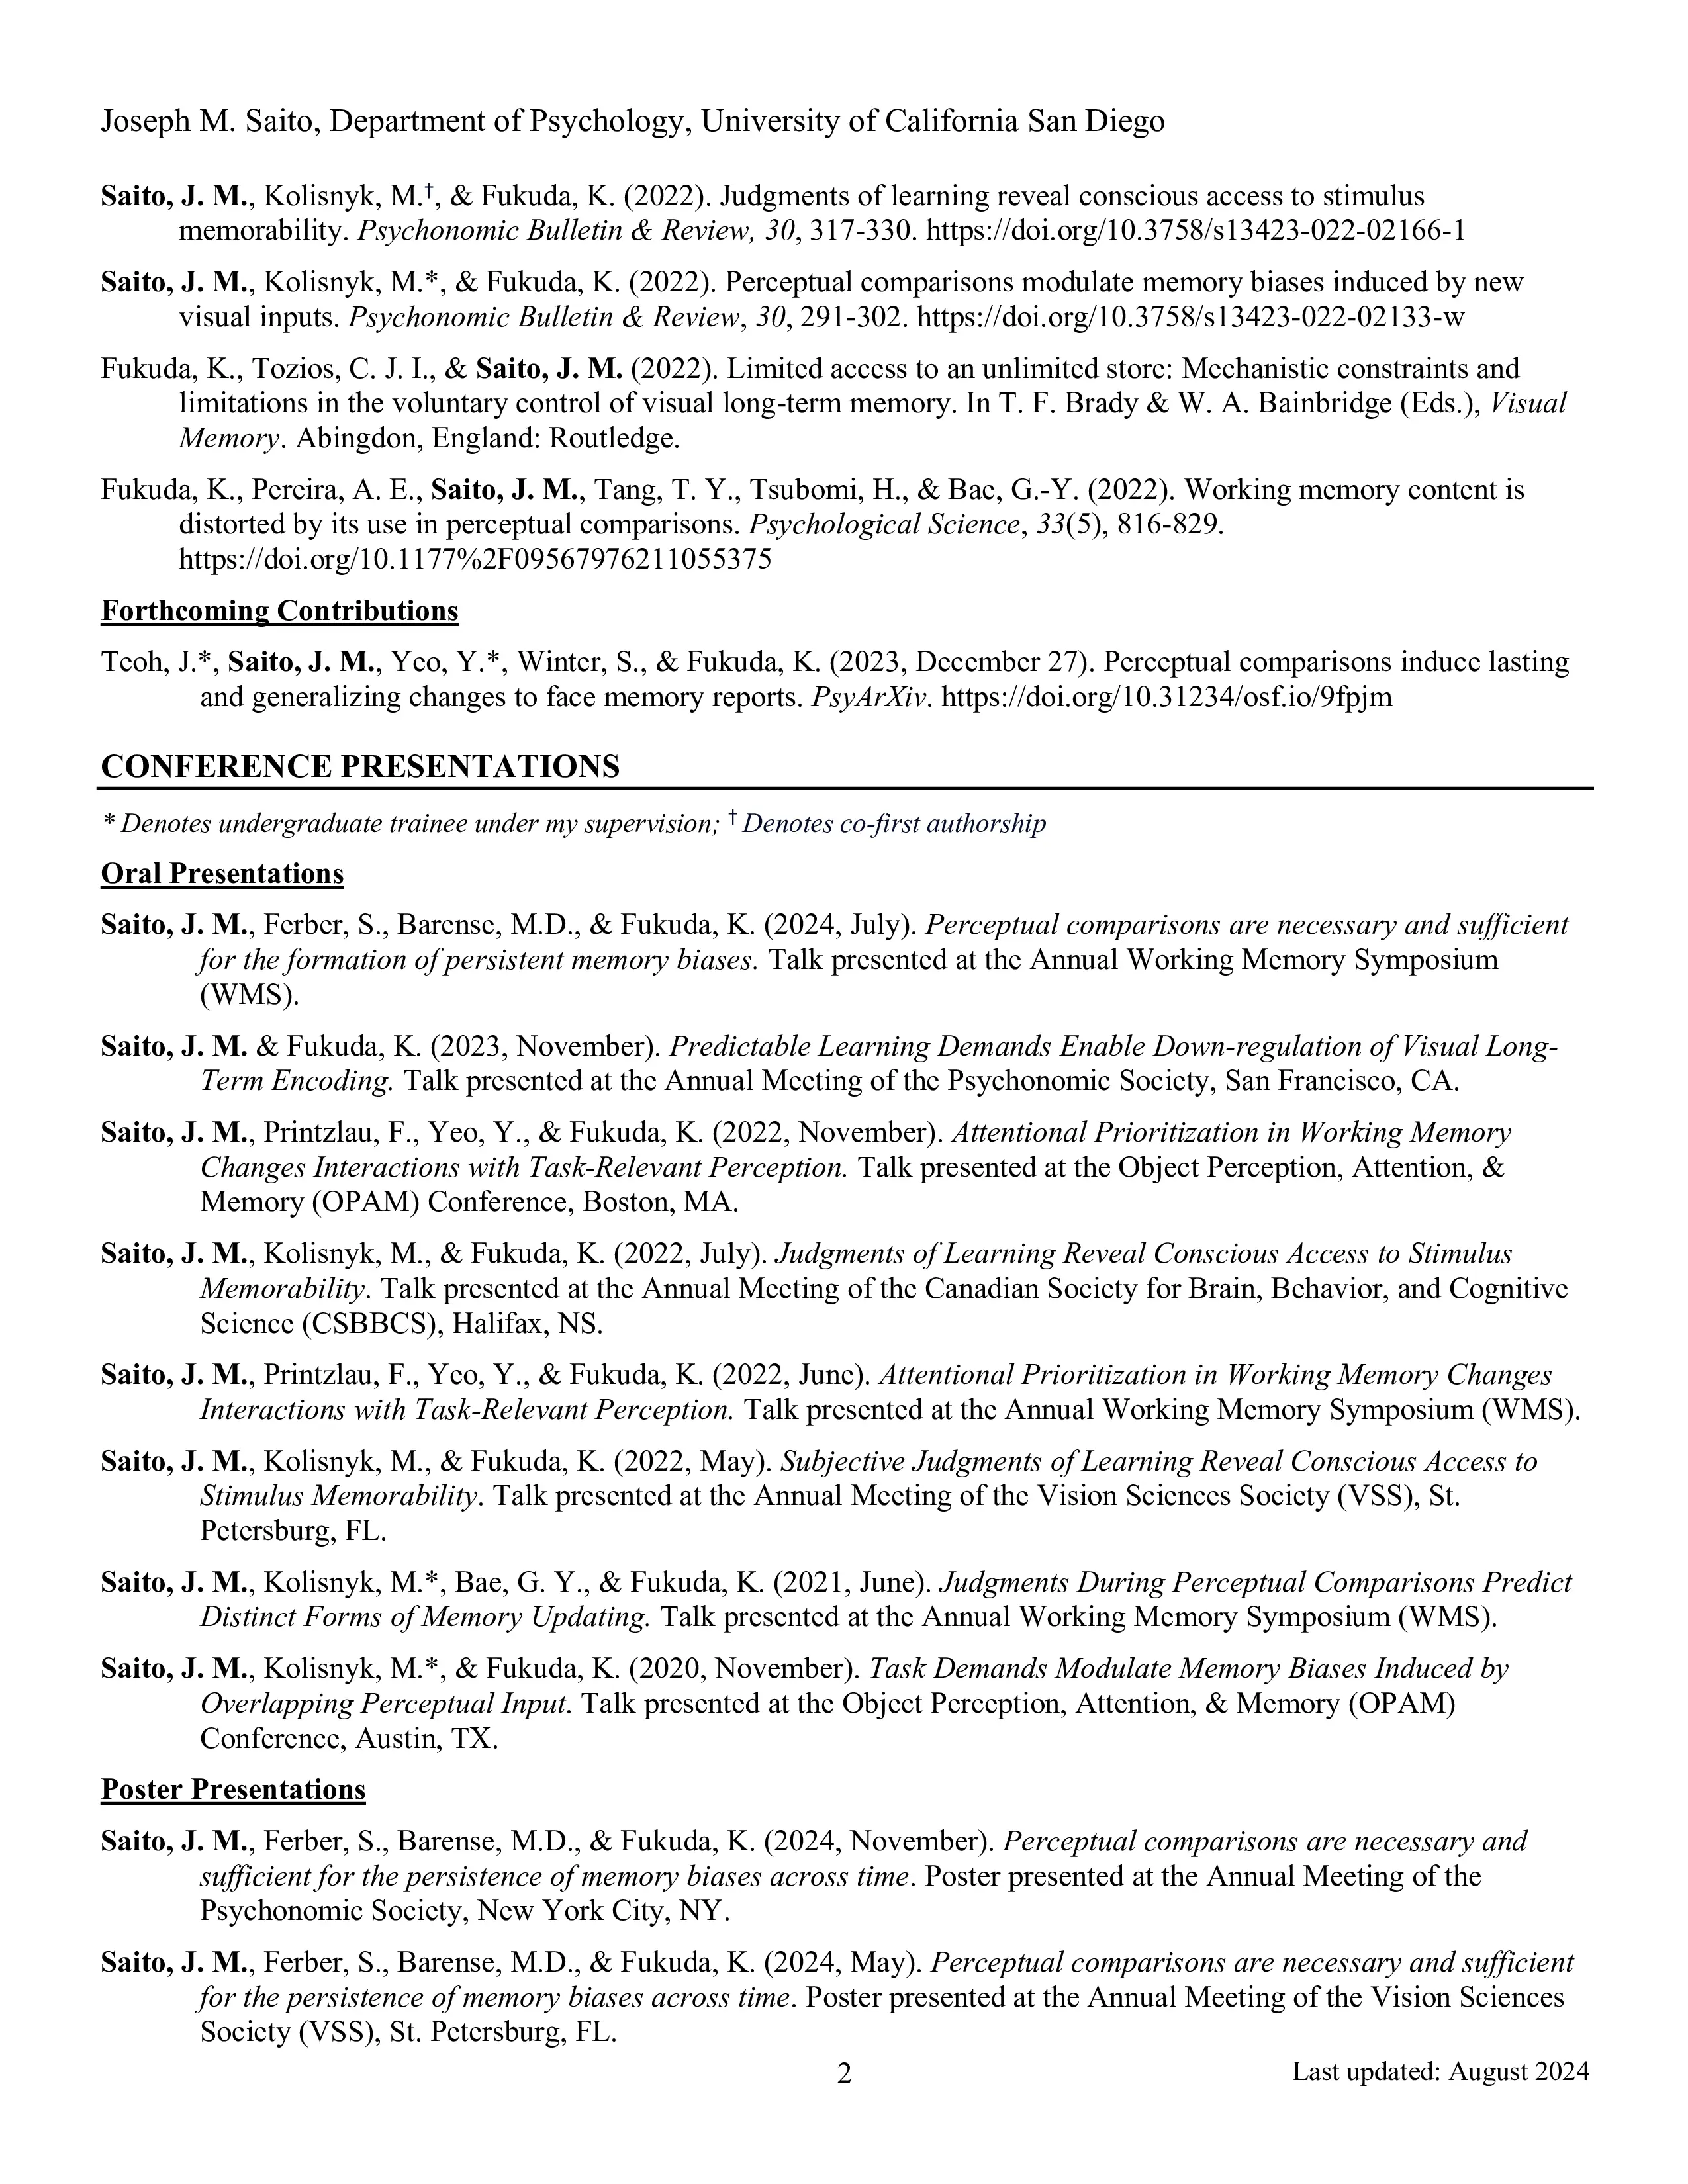 Joseph M. Saito, Department of Psychology, University of California San Diego
Saito, J. M., Kolisnyk, M.†, & Fukuda, K. (2022). Judgments of learning reveal conscious access to stimulus
memorability. Psychonomic Bulletin & Review, 30, 317-330. https://doi.org/10.3758/s13423-022-02166-1
Saito, J. M., Kolisnyk, M.*, & Fukuda, K. (2022). Perceptual comparisons modulate memory biases induced by new
visual inputs. Psychonomic Bulletin & Review, 30, 291-302. https://doi.org/10.3758/s13423-022-02133-w
Fukuda, K., Tozios, C. J. I., & Saito, J. M. (2022). Limited access to an unlimited store: Mechanistic constraints and
limitations in the voluntary control of visual long-term memory. In T. F. Brady & W. A. Bainbridge (Eds.), Visual
Memory. Abingdon, England: Routledge.
Fukuda, K., Pereira, A. E., Saito, J. M., Tang, T. Y., Tsubomi, H., & Bae, G.-Y. (2022). Working memory content is
distorted by its use in perceptual comparisons. Psychological Science, 33(5), 816-829.
https://doi.org/10.1177%2F09567976211055375
Forthcoming Contributions
Teoh, J.*, Saito, J. M., Yeo, Y.*, Winter, S., & Fukuda, K. (2023, December 27). Perceptual comparisons induce lasting
and generalizing changes to face memory reports. PsyArXiv. https://doi.org/10.31234/osf.io/9fpjm
CONFERENCE PRESENTATIONS
* Denotes undergraduate trainee under my supervision; † Denotes co-first authorship
Oral Presentations
Saito, J. M., Ferber, S., Barense, M.D., & Fukuda, K. (2024, July). Perceptual comparisons are necessary and sufficient
for the formation of persistent memory biases. Talk presented at the Annual Working Memory Symposium
(WMS).
Saito, J. M. & Fukuda, K. (2023, November). Predictable Learning Demands Enable Down-regulation of Visual Long-
Term Encoding. Talk presented at the Annual Meeting of the Psychonomic Society, San Francisco, CA.
Saito, J. M., Printzlau, F., Yeo, Y., & Fukuda, K. (2022, November). Attentional Prioritization in Working Memory
Changes Interactions with Task-Relevant Perception. Talk presented at the Object Perception, Attention, &
Memory (OPAM) Conference, Boston, MA.
Saito, J. M., Kolisnyk, M., & Fukuda, K. (2022, July). Judgments of Learning Reveal Conscious Access to Stimulus
Memorability. Talk presented at the Annual Meeting of the Canadian Society for Brain, Behavior, and Cognitive
Science (CSBBCS), Halifax, NS.
Saito, J. M., Printzlau, F., Yeo, Y., & Fukuda, K. (2022, June). Attentional Prioritization in Working Memory Changes
Interactions with Task-Relevant Perception. Talk presented at the Annual Working Memory Symposium (WMS).
Saito, J. M., Kolisnyk, M., & Fukuda, K. (2022, May). Subjective Judgments of Learning Reveal Conscious Access to
Stimulus Memorability. Talk presented at the Annual Meeting of the Vision Sciences Society (VSS), St.
Petersburg, FL.
Saito, J. M., Kolisnyk, M.*, Bae, G. Y., & Fukuda, K. (2021, June). Judgments During Perceptual Comparisons Predict
Distinct Forms of Memory Updating. Talk presented at the Annual Working Memory Symposium (WMS).
Saito, J. M., Kolisnyk, M.*, & Fukuda, K. (2020, November). Task Demands Modulate Memory Biases Induced by
Overlapping Perceptual Input. Talk presented at the Object Perception, Attention, & Memory (OPAM)
Conference, Austin, TX.
Poster Presentations
Saito, J. M., Ferber, S., Barense, M.D., & Fukuda, K. (2024, November). Perceptual comparisons are necessary and
sufficient for the persistence of memory biases across time. Poster presented at the Annual Meeting of the
Psychonomic Society, New York City, NY.
Saito, J. M., Ferber, S., Barense, M.D., & Fukuda, K. (2024, May). Perceptual comparisons are necessary and sufficient
for the persistence of memory biases across time. Poster presented at the Annual Meeting of the Vision Sciences
Society (VSS), St. Petersburg, FL.
2
Last updated: August 2024